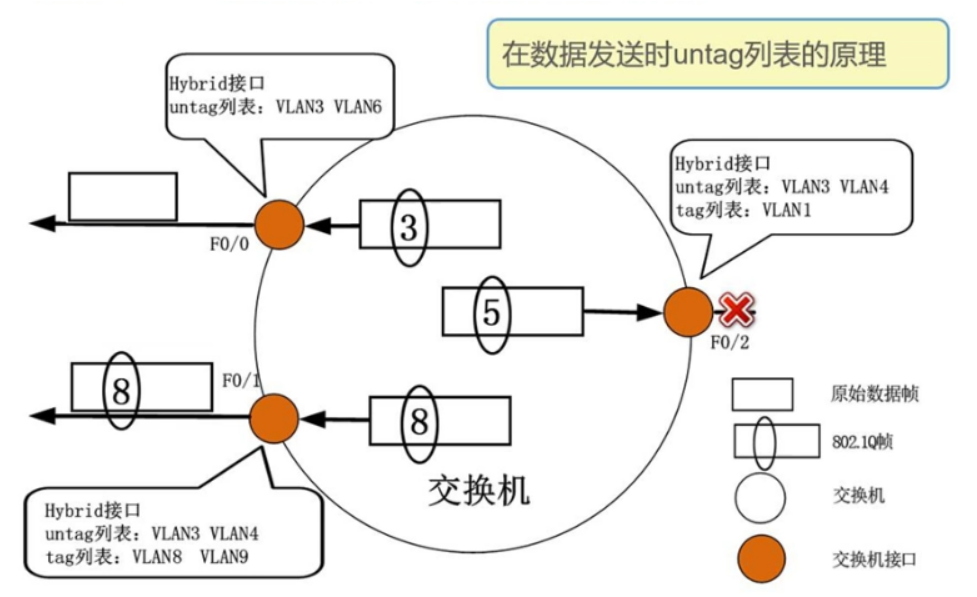 在数据发送时untag列表的原理
Hybrid接口
untag列表：VLAN3 VLAN6
Hybrid接口
untag列表：VLAN3 VLAN4
tag列表：VLAN1
F0/0
3
5
F0/2
8
F0/1
8
交换机
Hybrid接口
untag列表：VLAN3 VLAN4
tag列表：VLAN8 VLAN9
原始数据帧
802.1Q帧
交换机
交换机接口